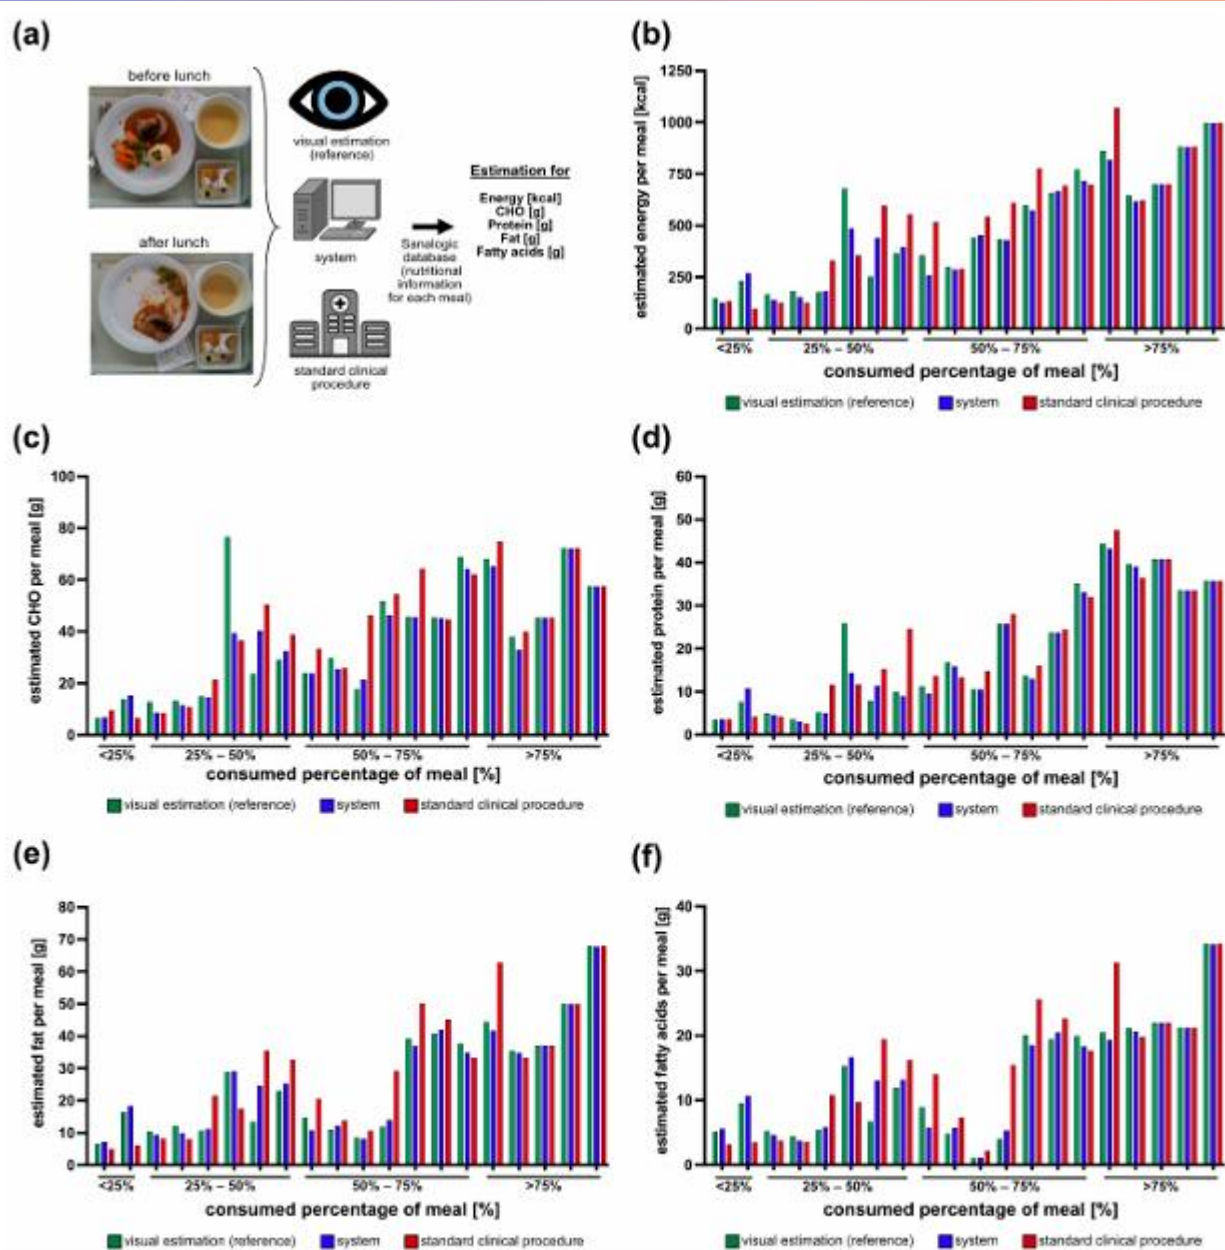 (a)
before lunch
after lunch
visual estimation
(reference)
system
standard clinical
procedure
Sanalogic
database
(nutritional
information
for each meal)
Estimation for
Energy [kcal]
CHO [g]
Protein [g]
Fat [g]
Fatty acids [g]
(b)
estimated energy per meal [kcal]
1250
1000
750
500
250
0
<25%
25% – 50%
50% – 75%
>75%
consumed percentage of meal [%]
visual estimation (reference)
system
standard clinical procedure
(c)
estimated CHO per meal [g]
100
80
60
40
20
0
<25%
25% – 50%
50% – 75%
>75%
consumed percentage of meal [%]
visual estimation (reference)
system
standard clinical procedure
(d)
estimated protein per meal [g]
60
50
40
30
20
10
0
<25%
25% – 50%
50% – 75%
>75%
consumed percentage of meal [%]
visual estimation (reference)
system
standard clinical procedure
(e)
estimated fat per meal [g]
80
70
60
50
40
30
20
10
0
<25%
25% – 50%
50% – 75%
>75%
consumed percentage of meal [%]
visual estimation (reference)
system
standard clinical procedure
(f)
estimated fatty acids per meal [g]
40
30
20
10
0
<25%
25% – 50%
50% – 75%
>75%
consumed percentage of meal [%]
visual estimation (reference)
system
standard clinical procedure